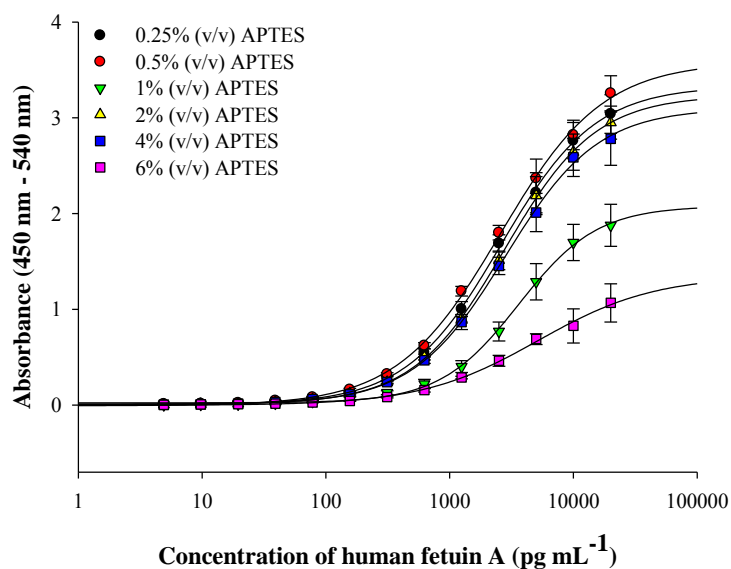 4
3
2
1
0
0.25% (v/v) APTES
0.5% (v/v) APTES
1% (v/v) APTES
2% (v/v) APTES
4% (v/v) APTES
6% (v/v) APTES
Absorbance (450 nm - 540 nm)
1 10 100 1000 10000 100000
Concentration of human fetuin A (pg mL-1)